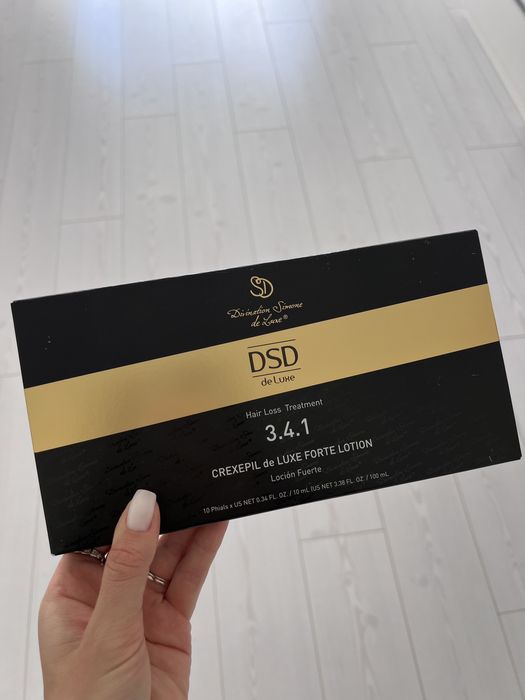 SD
Divination Simone
de Luxe®
DSD
de Luxe
Hair Loss Treatment
3.4.1
CREXEPIL de LUXE FORTE LOTION
Loción Fuerte
10 Phials x US NET 0.34 FL. OZ. / 10 mL (US NET 3.38 FL. OZ. / 100 mL